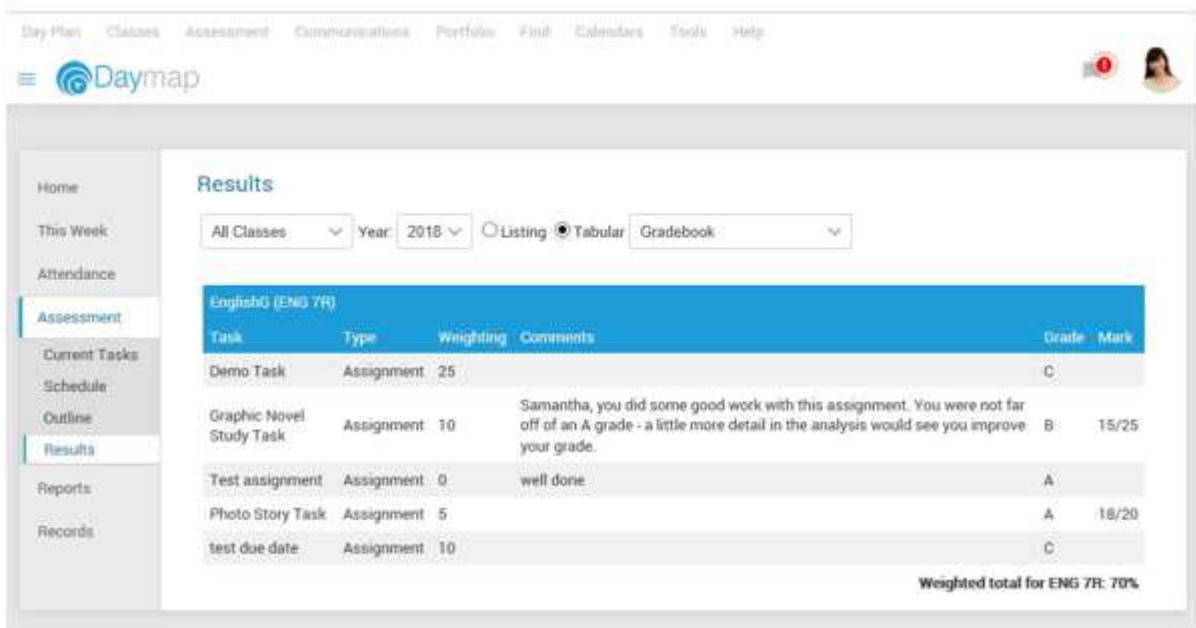 Day Plan Classes Assessment Communications Portfolio Find Calendars Tools Help
Daymap
Home
This Week
Attendance
Assessment
Current Tasks
Schedule
Outline
Results
Reports
Records
Results
All Classes Year: 2018 Listing Tabular Gradebook
EnglishG (ENG 7R)
Task Type Weighting Comments Grade Mark
Demo Task Assignment 25 C
Graphic Novel Study Task Assignment 10 Samantha, you did some good work with this assignment. You were not far
off of an A grade - a little more detail in the analysis would see you improve B 15/25
your grade.
Test assignment Assignment 0 well done A
Photo Story Task Assignment 5 A 18/20
test due date Assignment 10 C
Weighted total for ENG 7R: 70%